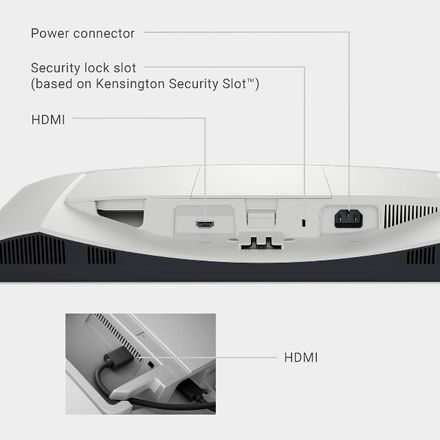 Power connector
Security lock slot
(based on Kensington Security Slot™)
HDMI
HDMI